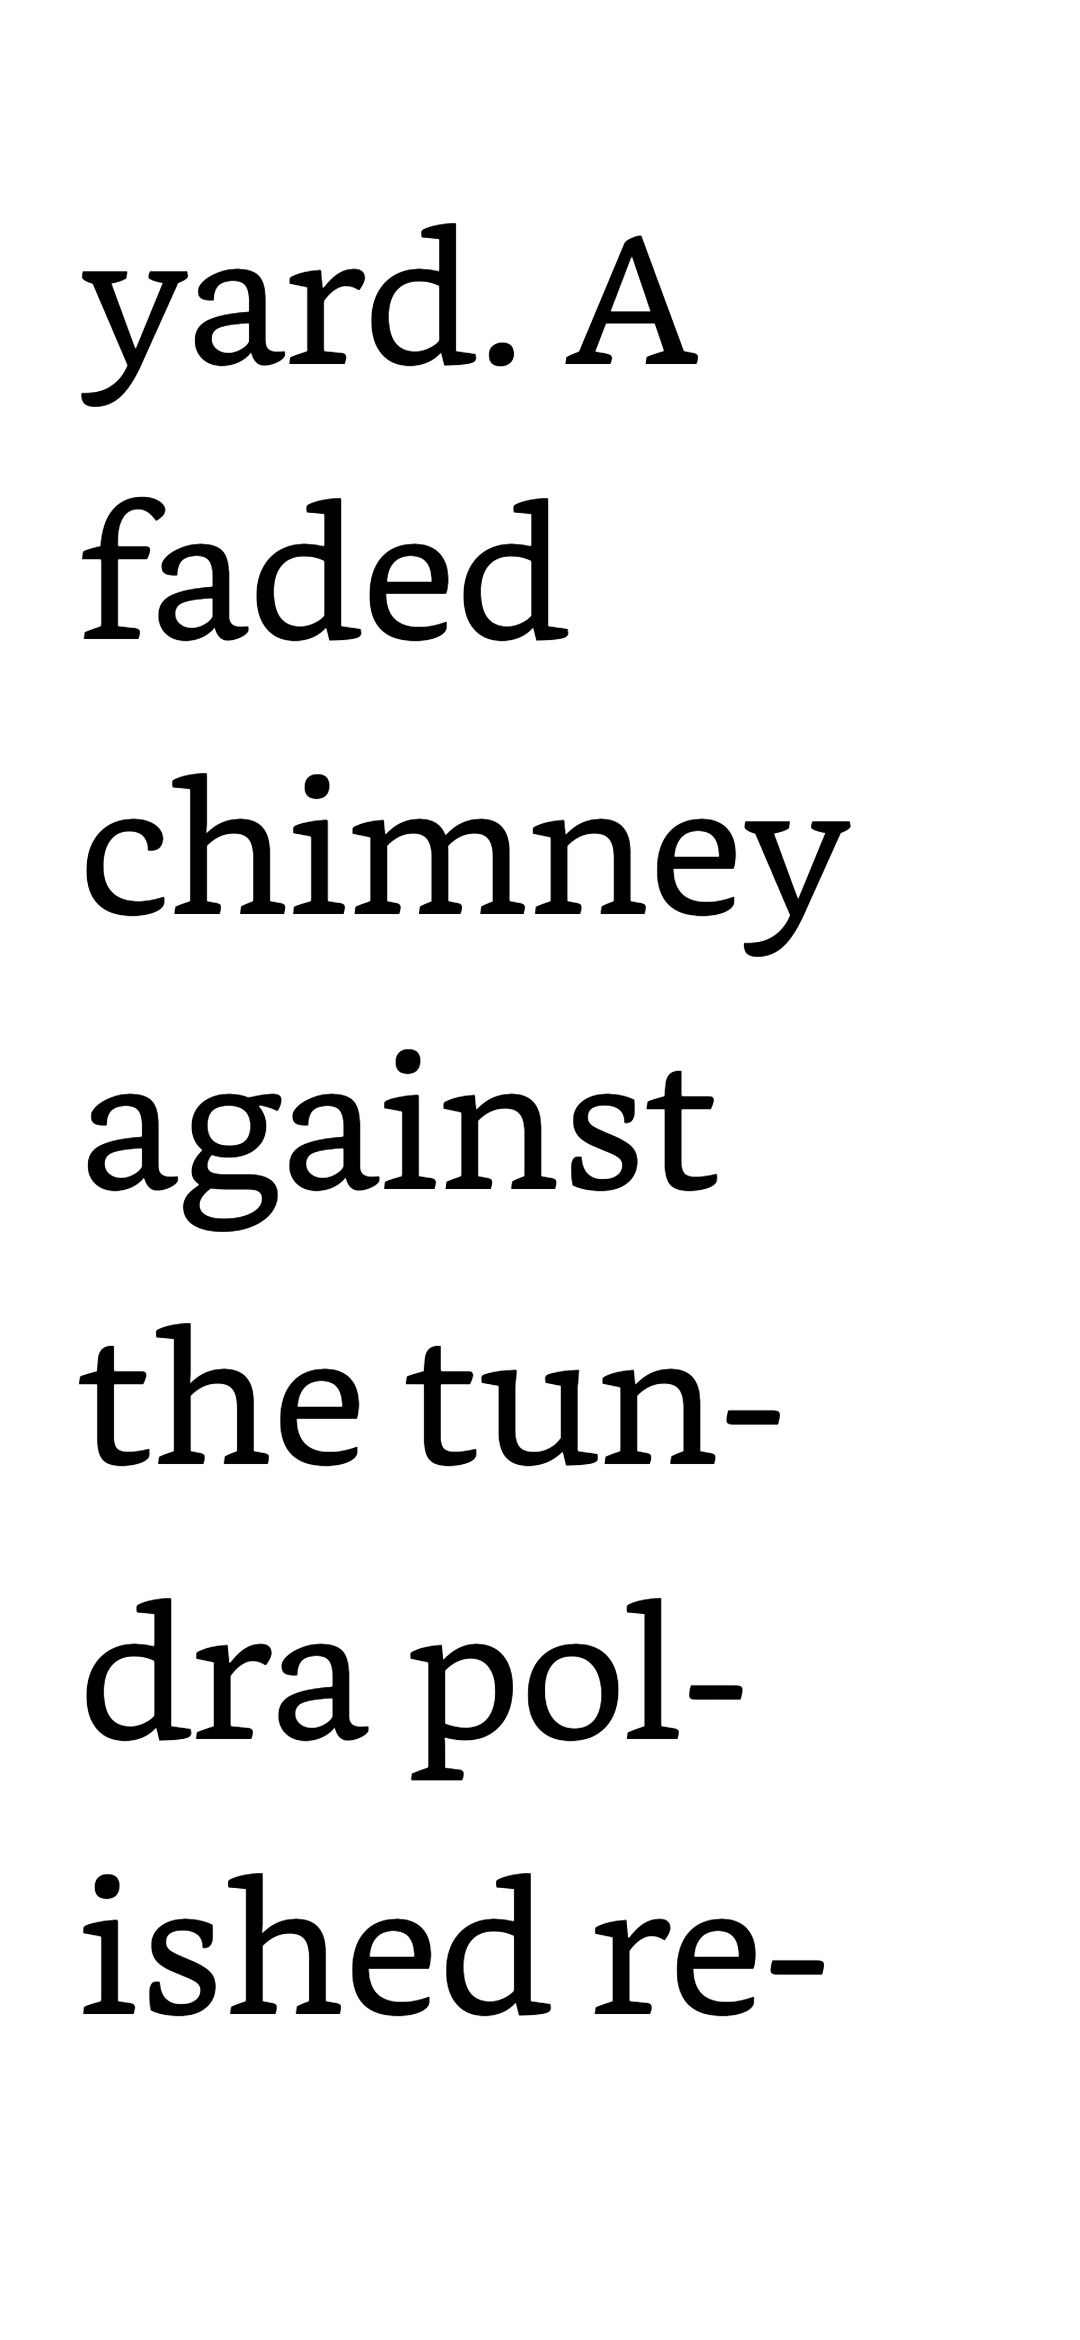 yard. A
faded
chimney
against
the tun-
dra pol-
ished re-